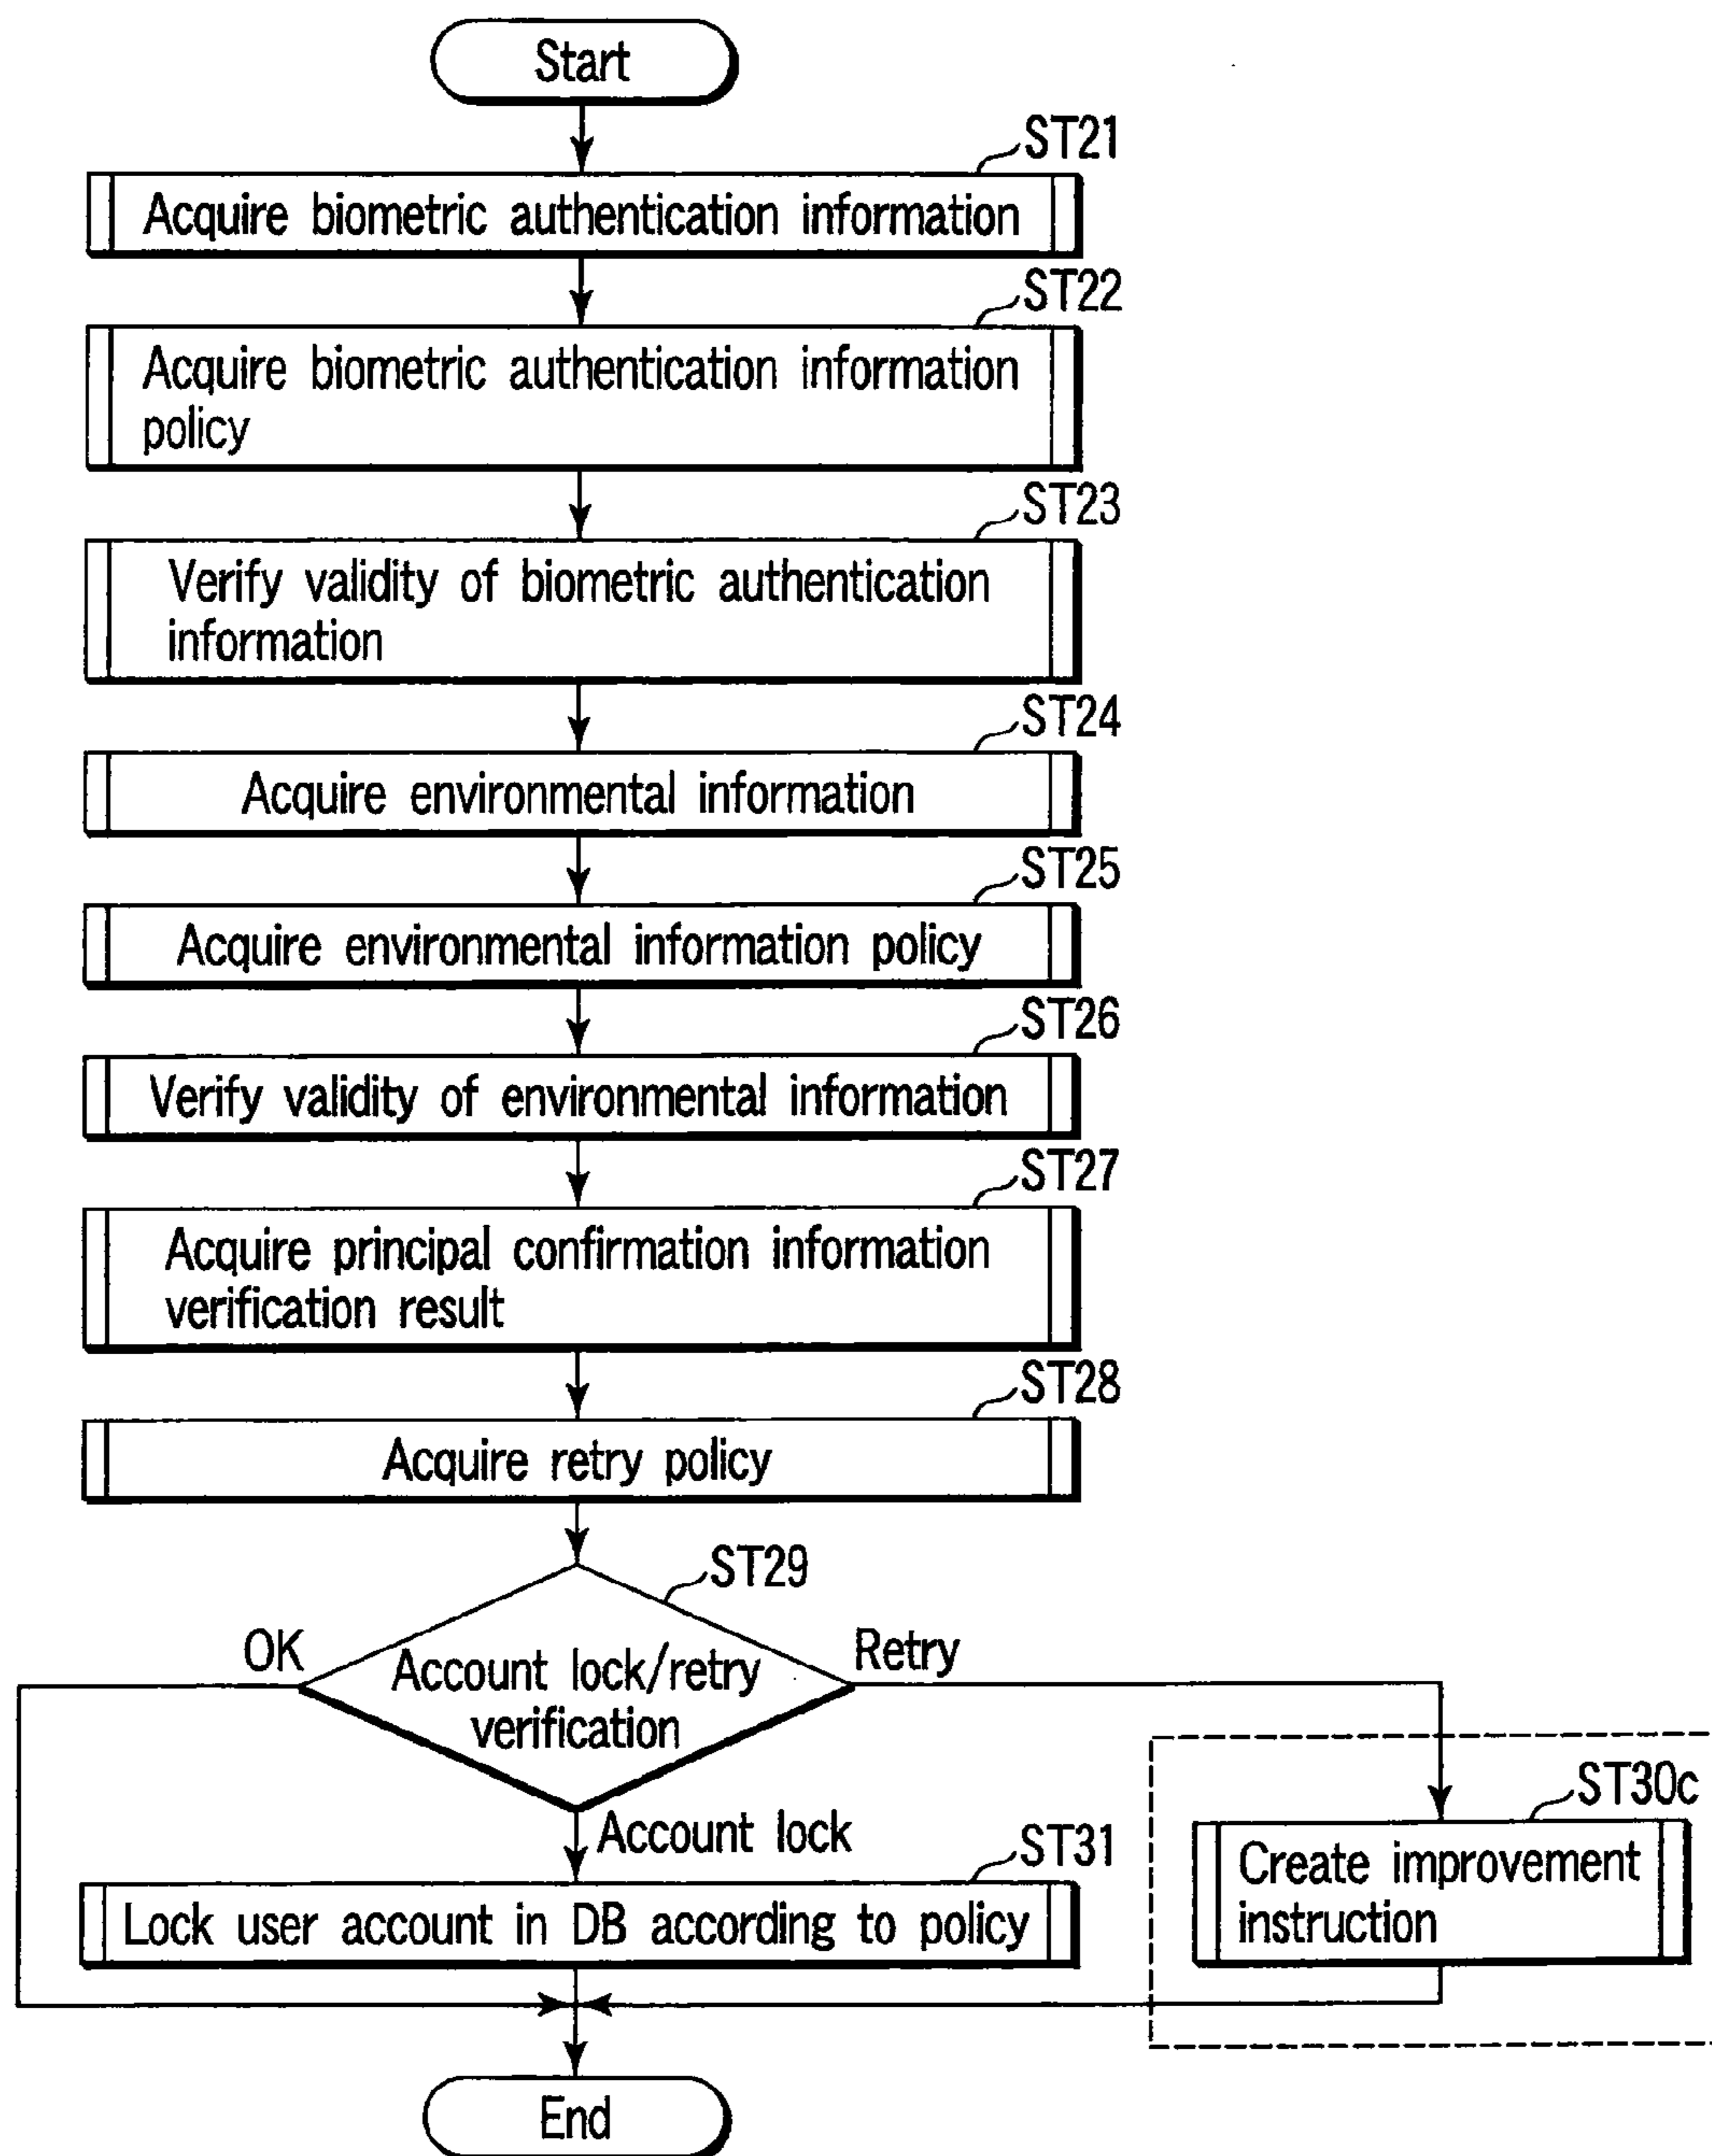 Start
ST21
Acquire biometric authentication information
ST22
Acquire biometric authentication information
policy
ST23
Verify validity of biometric authentication
information
ST24
Acquire environmental information
ST25
Acquire environmental information policy
ST26
Verify validity of environmental information
ST27
Acquire principal confirmation information
verification result
ST28
Acquire retry policy
ST29
OK
Account lock/retry
verification
Retry
Account lock
ST31
Lock user account in DB according to policy
ST30c
Create improvement
instruction
End